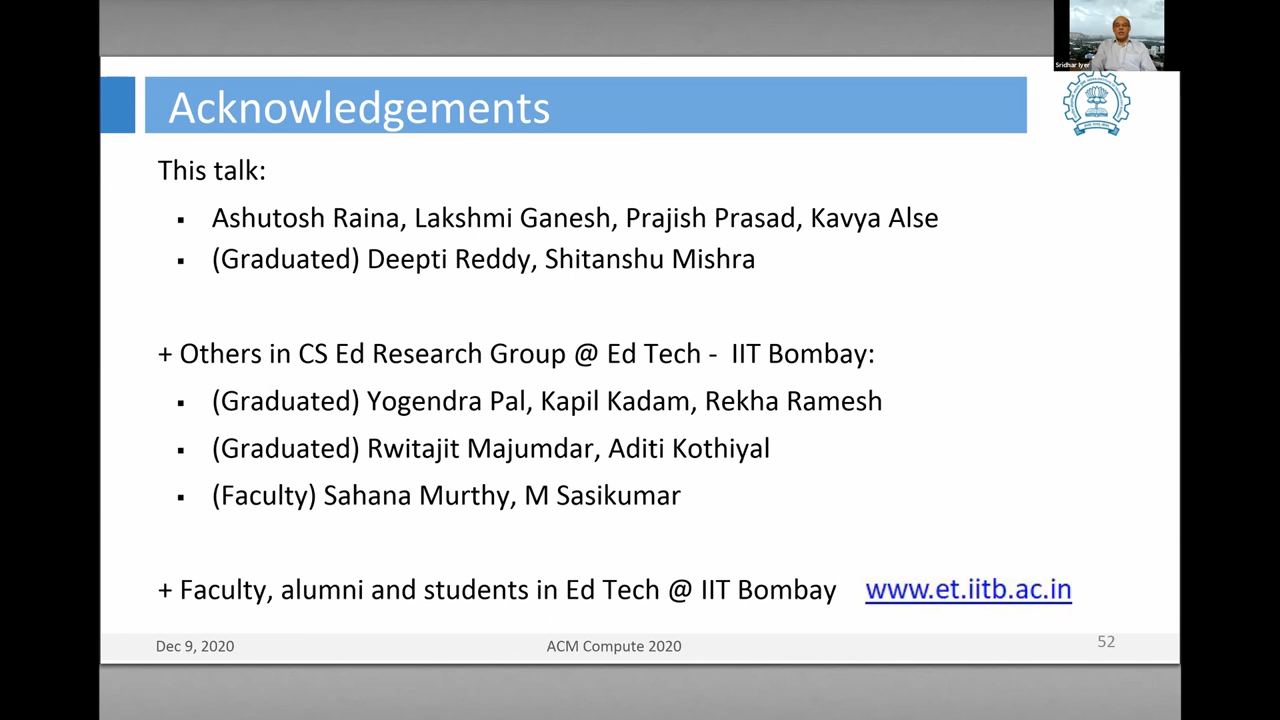 Sridhar Iyer
Acknowledgements
This talk:
▪ Ashutosh Raina, Lakshmi Ganesh, Prajish Prasad, Kavya Alse
▪ (Graduated) Deepti Reddy, Shitanshu Mishra
+ Others in CS Ed Research Group @ Ed Tech - IIT Bombay:
▪ (Graduated) Yogendra Pal, Kapil Kadam, Rekha Ramesh
▪ (Graduated) Rwitajit Majumdar, Aditi Kothiyal
▪ (Faculty) Sahana Murthy, M Sasikumar
+ Faculty, alumni and students in Ed Tech @ IIT Bombay www.et.iitb.ac.in
Dec 9, 2020 ACM Compute 2020 52